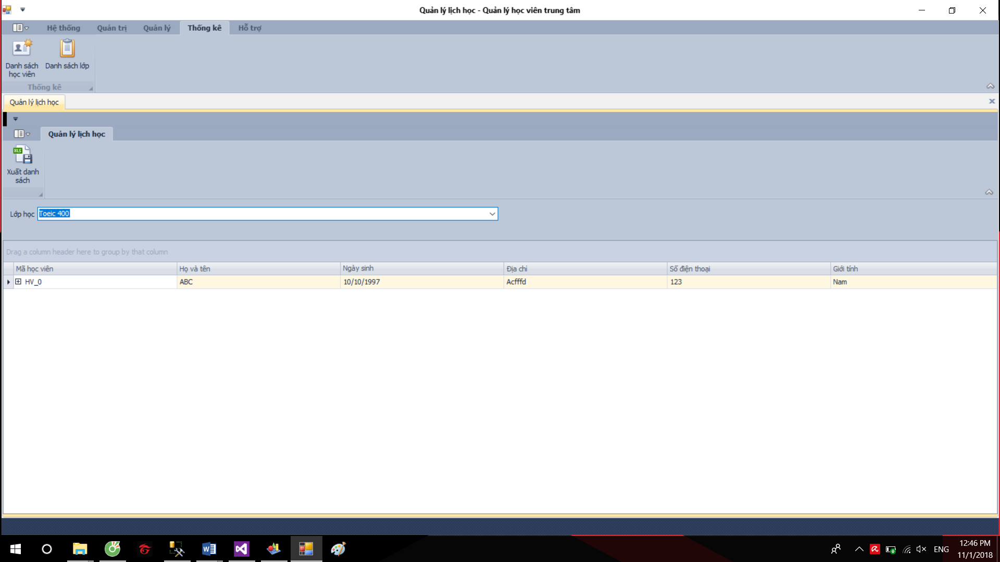 Quản lý lịch học - Quản lý học viên trung tâm
Hệ thống Quản trị Quản lý Thống kê Hỗ trợ
Danh sách học viên
Danh sách lớp
Thống kê
Quản lý lịch học
Quản lý lịch học
XLS
Xuất danh sách
Lớp học Toeic 400
Drag a column header here to group by that column
Mã học viên Họ và tên Ngày sinh Địa chỉ Số điện thoại Giới tính
HV_0 ABC 10/10/1997 Acfffd 123 Nam
ENG
12:46 PM
11/1/2018